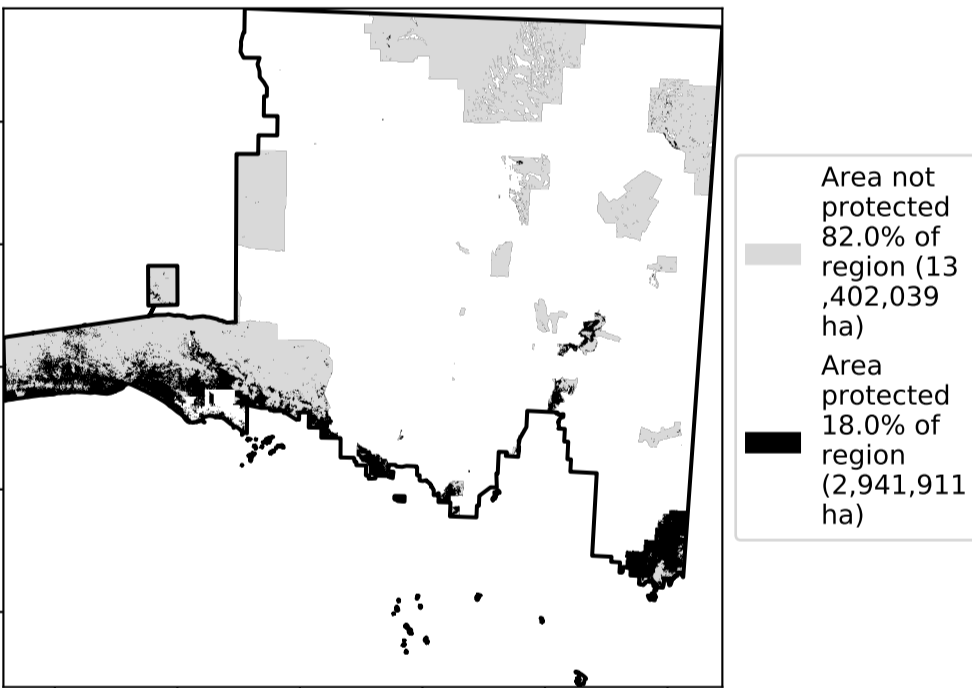 Area not
protected
82.0% of
region (13
,402,039
ha)
Area
protected
18.0% of
region
(2,941,911
ha)